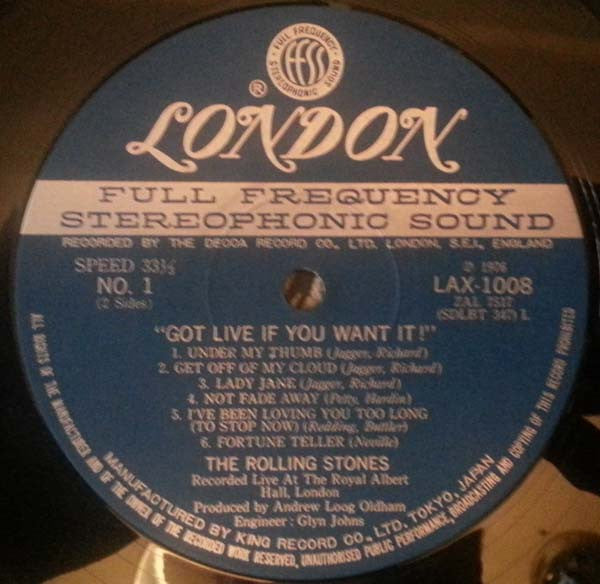 FULL FREQUENCY
ffss
STEREOPHONIC SOUND
®
LONDON
FULL FREQUENCY
STEREOPHONIC SOUND
RECORDED BY THE DECCA RECORD CO., LTD. LONDON, S.E.I., ENGLAND
SPEED 33⅓
NO. 1
(2 Sides)
℗ 1976
LAX-1008
ZAL 7517
(SDLBT 347) L
"GOT LIVE IF YOU WANT IT!"
1. UNDER MY THUMB (Jagger, Richard)
2. GET OFF OF MY CLOUD (Jagger, Richard)
3. LADY JANE (Jagger, Richard)
4. NOT FADE AWAY (Petty, Hardin)
5. I'VE BEEN LOVING YOU TOO LONG
(TO STOP NOW) (Redding, Buttler)
6. FORTUNE TELLER (Neville)
THE ROLLING STONES
Recorded Live At The Royal Albert
Hall, London
Produced by Andrew Loog Oldham
Engineer : Glyn Johns
MANUFACTURED BY KING RECORD CO., LTD, TOKYO, JAPAN
ALL RIGHTS OF THE MANUFACTURERS AND OF THE OWNER OF THE RECORDED WORK RESERVED, UNAUTHORISED PUBLIC PERFORMANCE, BROADCASTING AND COPYING OF THIS RECORD PROHIBITED